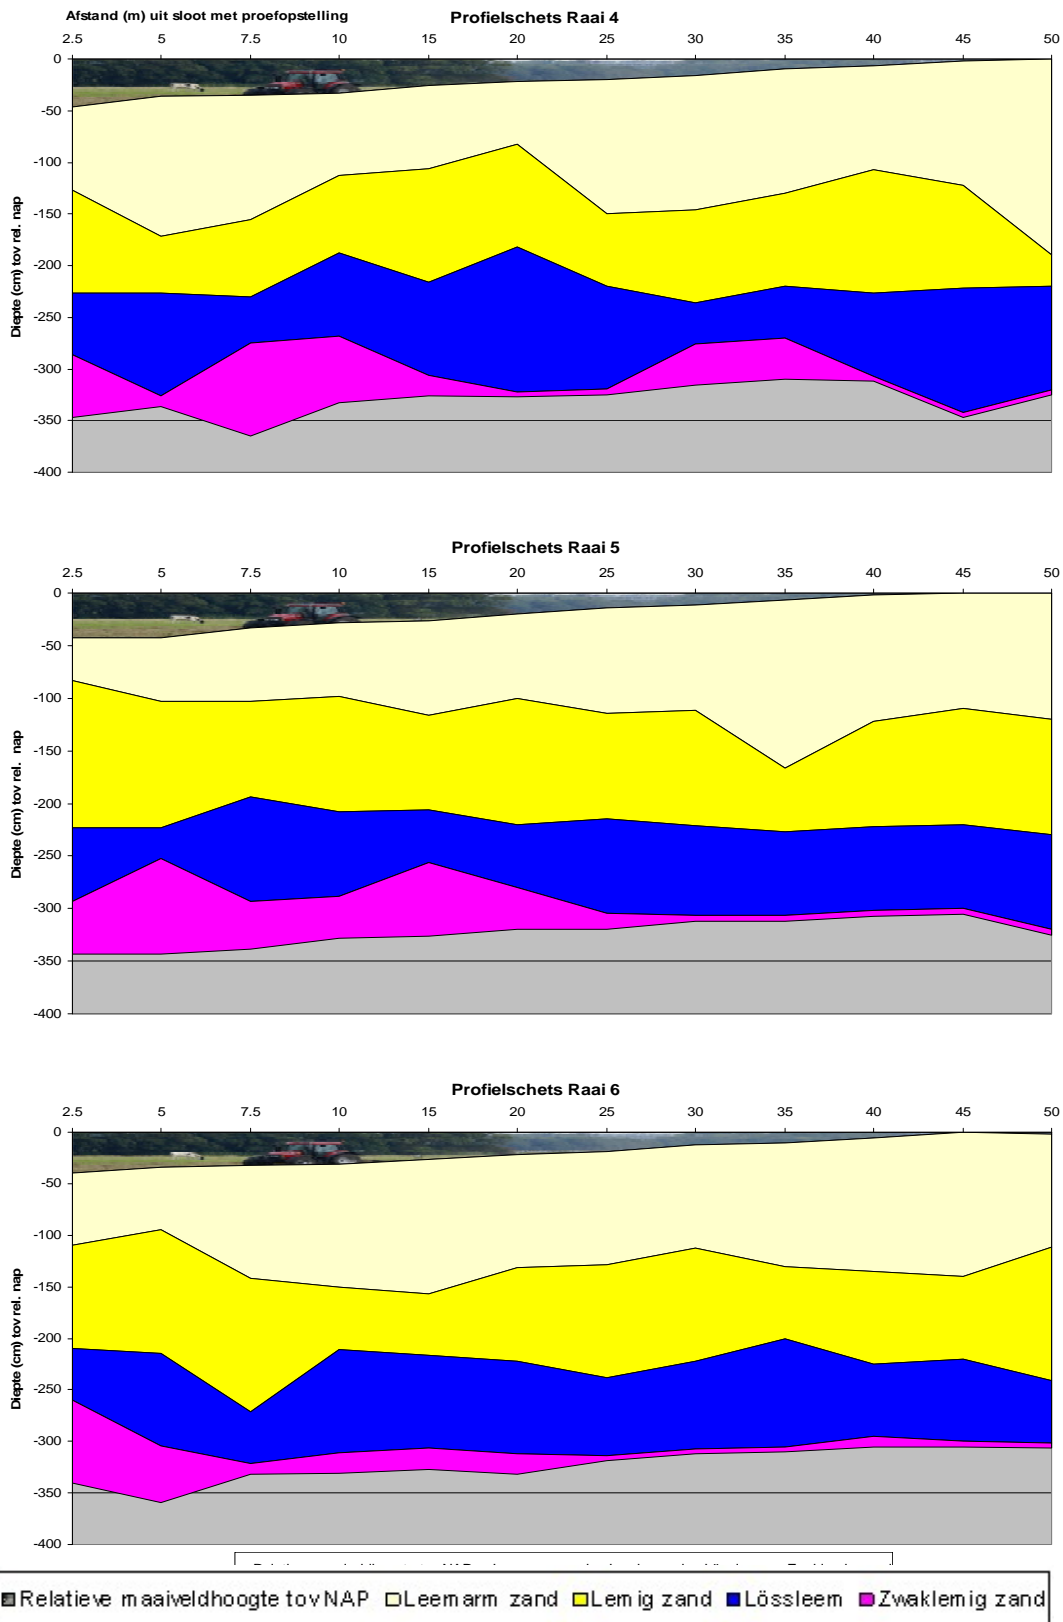 Afstand (m) uit sloot met proefopstelling
Profielschets Raai 4
2.5 5 7.5 10 15 20 25 30 35 40 45 50
0
-50
-100
-150
-200
-250
-300
-350
-400
Diepte (cm) tov rel. nap
Profielschets Raai 5
2.5 5 7.5 10 15 20 25 30 35 40 45 50
0
-50
-100
-150
-200
-250
-300
-350
-400
Diepte (cm) tov rel. nap
Profielschets Raai 6
2.5 5 7.5 10 15 20 25 30 35 40 45 50
0
-50
-100
-150
-200
-250
-300
-350
-400
Diepte (cm) tov rel. nap
Relatieve maaiveldhoogte tov NAP Leemarm zand Lemig zand Lössleem Zwaklemig zand